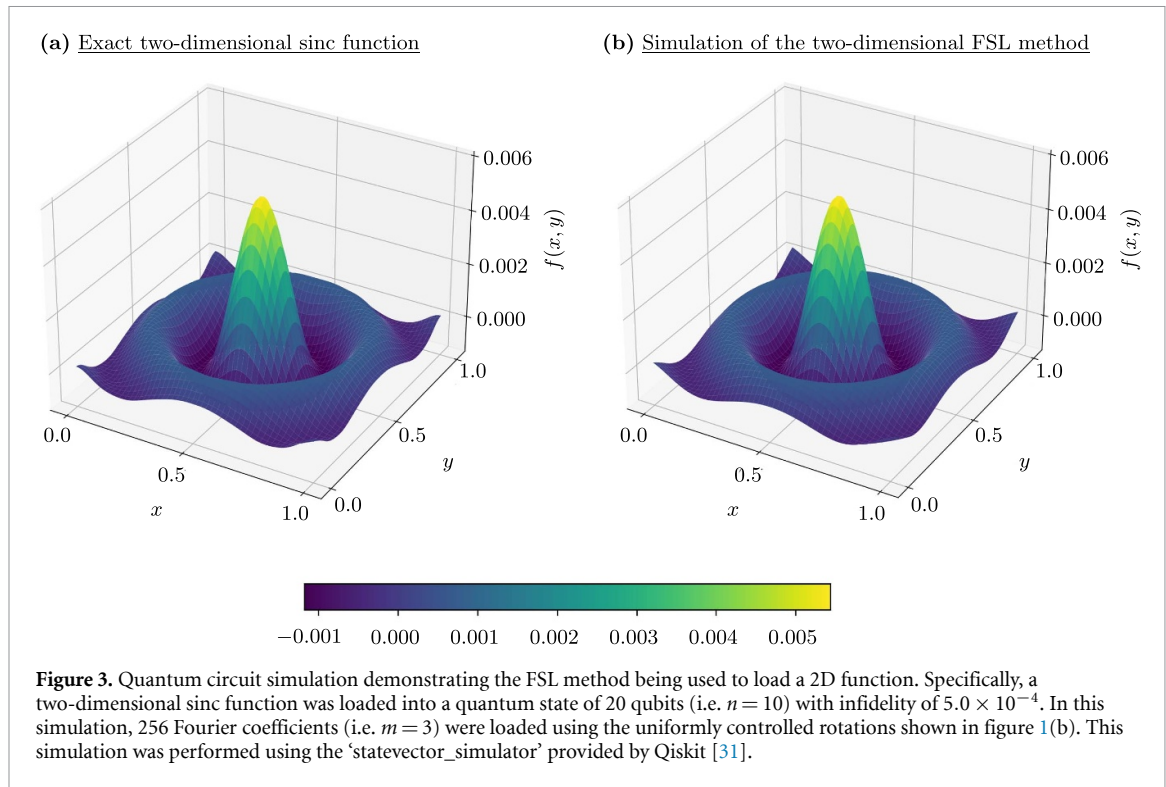 (a) Exact two-dimensional sinc function
(b) Simulation of the two-dimensional FSL method
0.006
0.004
0.002
0.000
f(x, y)
1.0
0.5
0.0
y
0.0
0.5
1.0
x
0.006
0.004
0.002
0.000
f(x, y)
1.0
0.5
0.0
y
0.0
0.5
1.0
x
−0.001 0.000 0.001 0.002 0.003 0.004 0.005
Figure 3. Quantum circuit simulation demonstrating the FSL method being used to load a 2D function. Specifically, a
two-dimensional sinc function was loaded into a quantum state of 20 qubits (i.e. n = 10) with infidelity of 5.0 × 10⁻⁴. In this
simulation, 256 Fourier coefficients (i.e. m = 3) were loaded using the uniformly controlled rotations shown in figure 1(b). This
simulation was performed using the ‘statevector_simulator’ provided by Qiskit [31].